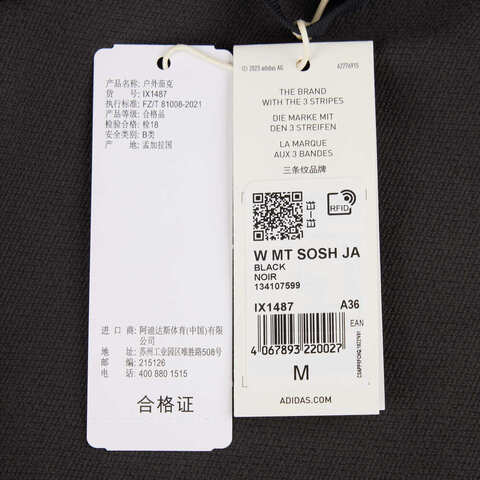 产品名称: 户外茄克
货 号: IX1487
执行标准: FZ/T 81008-2021
产品等级: 合格品
检验合格: 检18
安全类别: B类
产 地: 孟加拉国
进 口 商: 阿迪达斯体育(中国)有限
公司
地 址: 苏州工业园区唯胜路508号
邮 编: 215126
电 话: 400 880 1515
合格证
© 2023 adidas AG
62776915
THE BRAND
WITH THE 3 STRIPES
DIE MARKE MIT
DEN 3 STREIFEN
LA MARQUE
AUX 3 BANDES
三条纹品牌
RFID
W MT SOSH JA
BLACK
NOIR
134107599
IX1487 A36
EAN
4 067893 220027
M
ADIDAS.COM